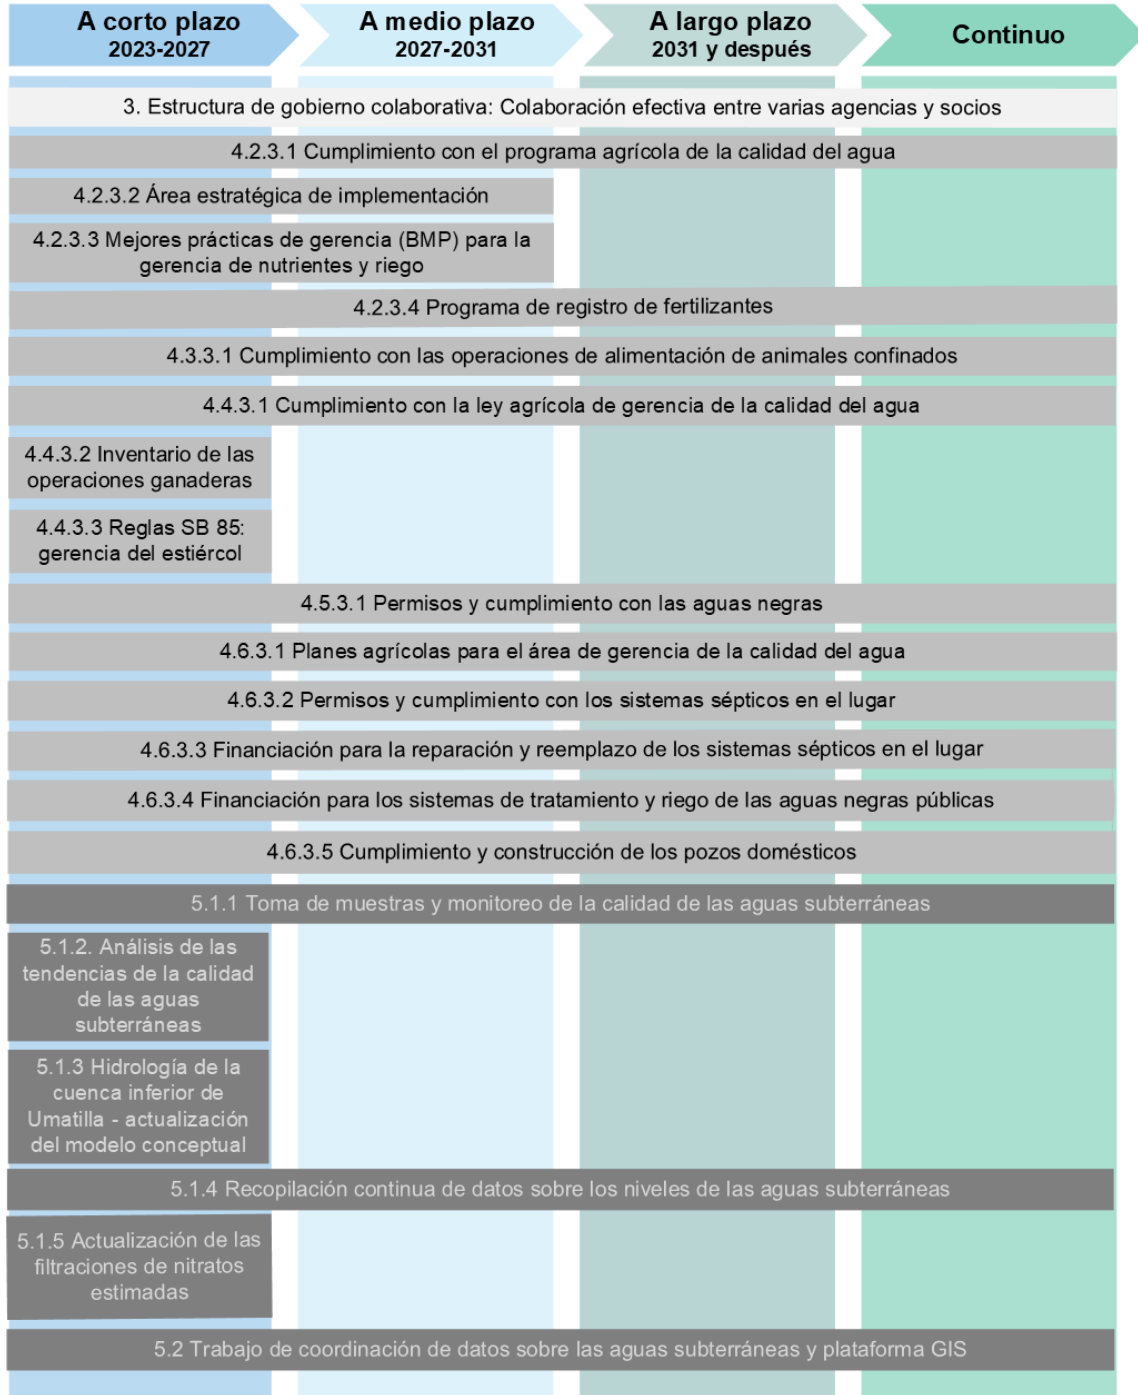 A corto plazo
2023-2027
A medio plazo
2027-2031
A largo plazo
2031 y después
Continuo
3. Estructura de gobierno colaborativa: Colaboración efectiva entre varias agencias y socios
4.2.3.1 Cumplimiento con el programa agrícola de la calidad del agua
4.2.3.2 Área estratégica de implementación
4.2.3.3 Mejores prácticas de gerencia (BMP) para la
gerencia de nutrientes y riego
4.2.3.4 Programa de registro de fertilizantes
4.3.3.1 Cumplimiento con las operaciones de alimentación de animales confinados
4.4.3.1 Cumplimiento con la ley agrícola de gerencia de la calidad del agua
4.4.3.2 Inventario de las
operaciones ganaderas
4.4.3.3 Reglas SB 85:
gerencia del estiércol
4.5.3.1 Permisos y cumplimiento con las aguas negras
4.6.3.1 Planes agrícolas para el área de gerencia de la calidad del agua
4.6.3.2 Permisos y cumplimiento con los sistemas sépticos en el lugar
4.6.3.3 Financiación para la reparación y reemplazo de los sistemas sépticos en el lugar
4.6.3.4 Financiación para los sistemas de tratamiento y riego de las aguas negras públicas
4.6.3.5 Cumplimiento y construcción de los pozos domésticos
5.1.1 Toma de muestras y monitoreo de la calidad de las aguas subterráneas
5.1.2. Análisis de las
tendencias de la calidad
de las aguas
subterráneas
5.1.3 Hidrología de la
cuenca inferior de
Umatilla - actualización
del modelo conceptual
5.1.4 Recopilación continua de datos sobre los niveles de las aguas subterráneas
5.1.5 Actualización de las
filtraciones de nitratos
estimadas
5.2 Trabajo de coordinación de datos sobre las aguas subterráneas y plataforma GIS